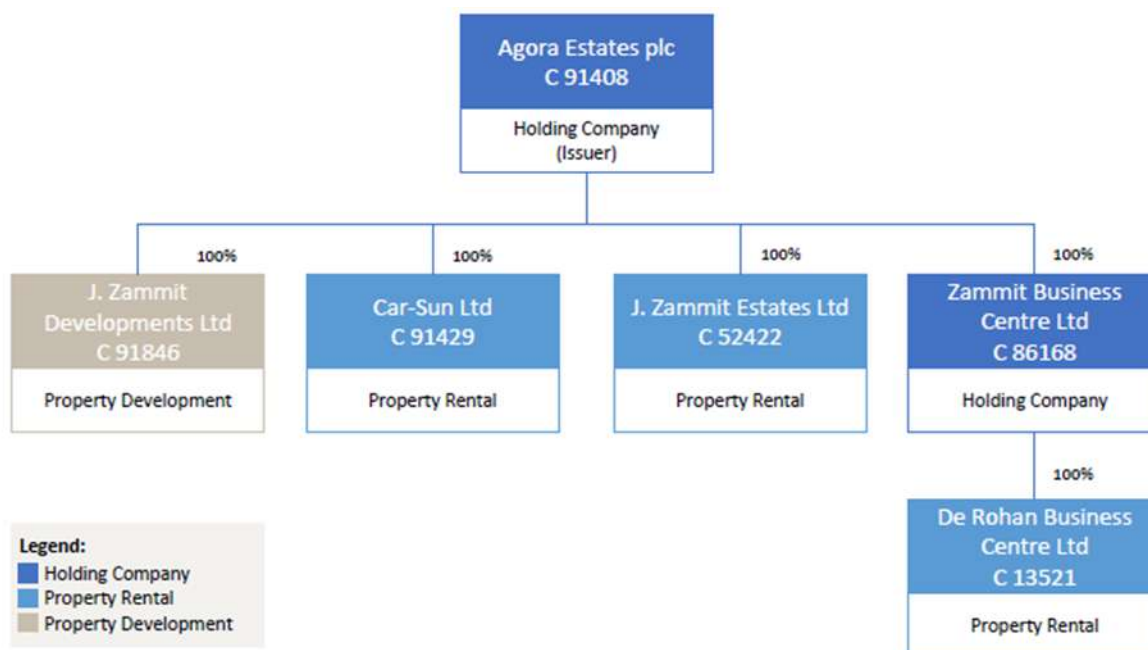 Agora Estates plc
C 91408
Holding Company
(Issuer)
100%
100%
100%
100%
J. Zammit
Developments Ltd
C 91846
Property Development
Car-Sun Ltd
C 91429
Property Rental
J. Zammit Estates Ltd
C 52422
Property Rental
Zammit Business
Centre Ltd
C 86168
Holding Company
100%
De Rohan Business
Centre Ltd
C 13521
Property Rental
Legend:
Holding Company
Property Rental
Property Development